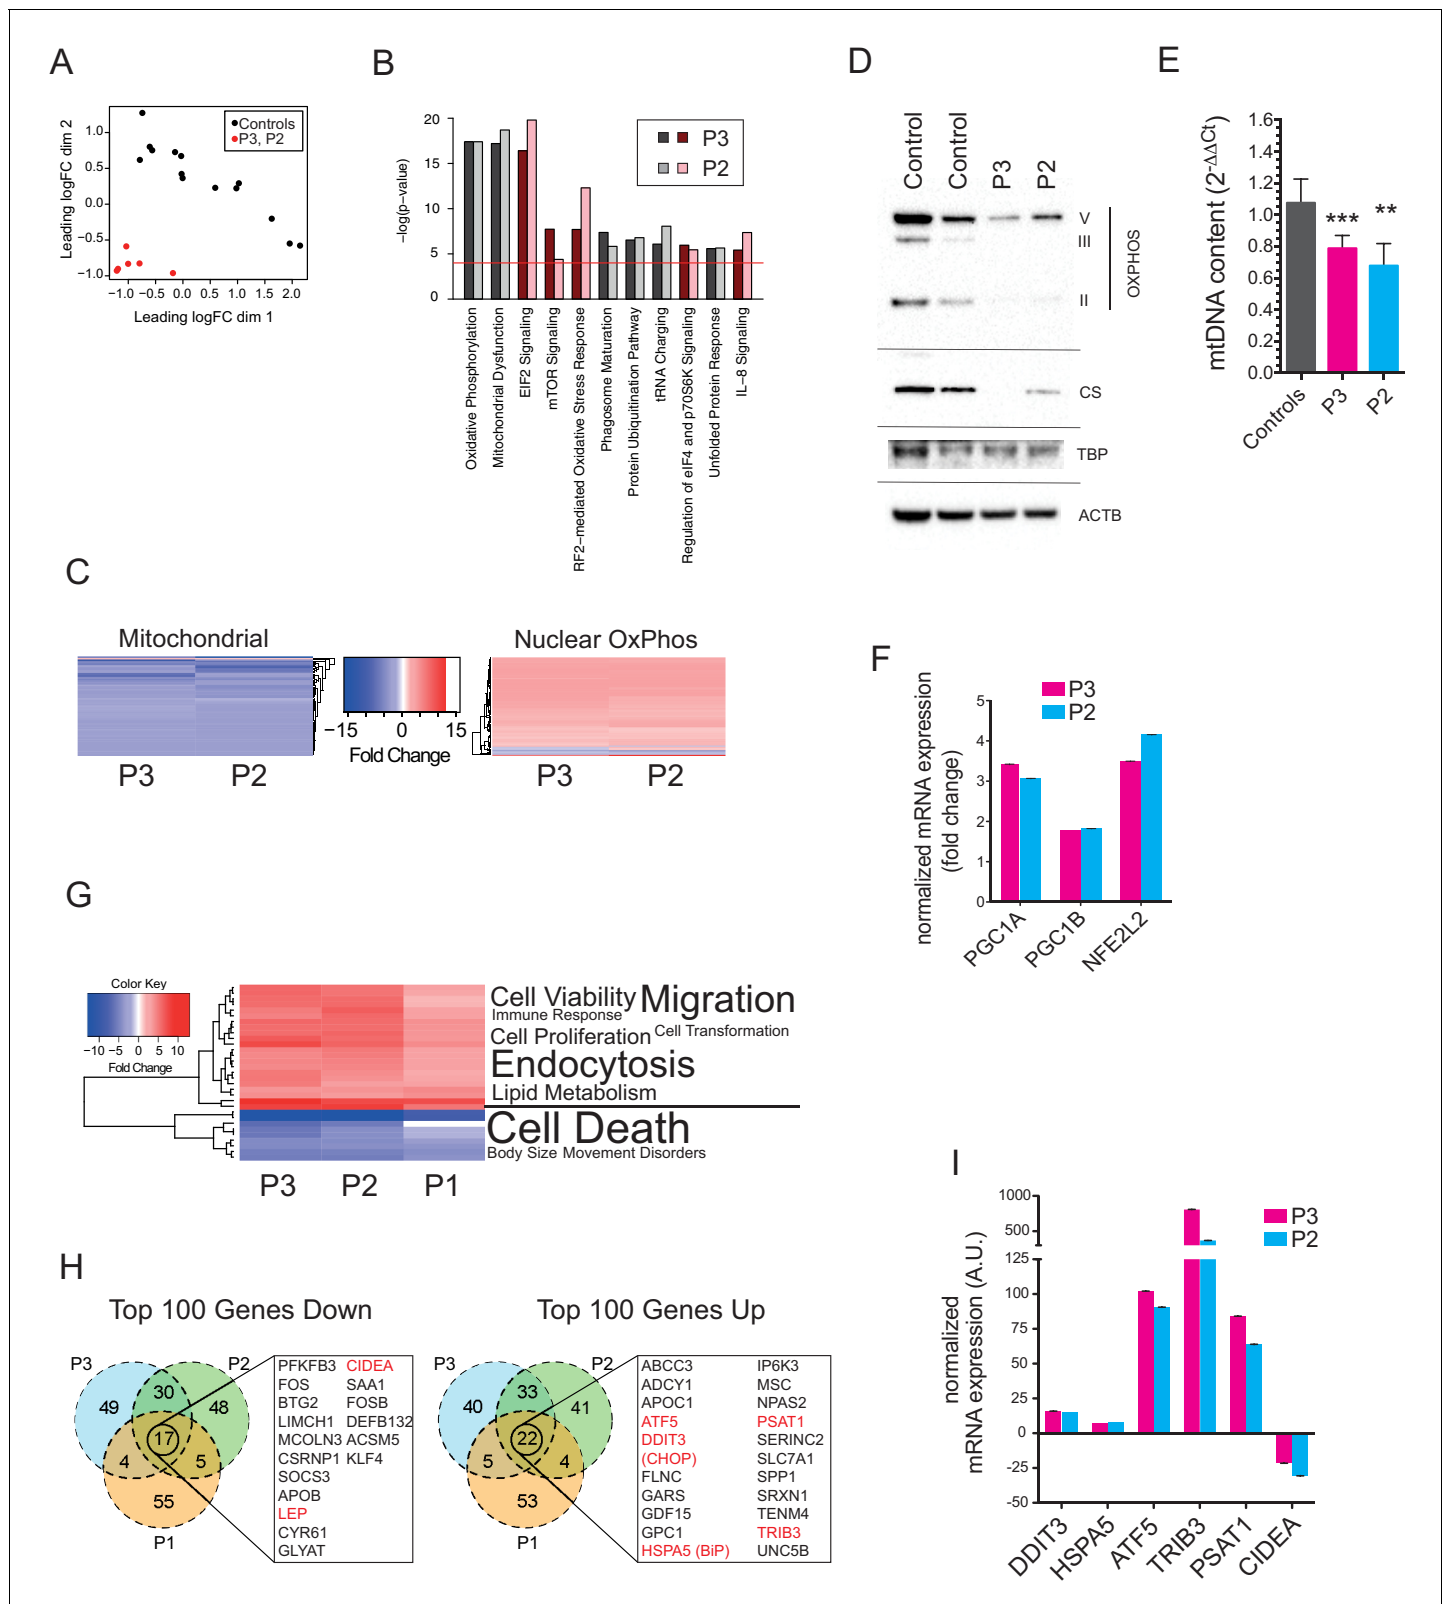 A
Controls
P3, P2
Leading logFC dim 2
1.0
0.5
0.0
−0.5
−1.0
−1.0 −0.5 0.0 0.5 1.0 1.5 2.0
Leading logFC dim 1
B
−log(p−value)
20
15
10
5
0
P3
P2
Oxidative Phosphorylation
Mitochondrial Dysfunction
EIF2 Signaling
mTOR Signaling
RF2−mediated Oxidative Stress Response
Phagosome Maturation
Protein Ubiquitination Pathway
tRNA Charging
Regulation of eIF4 and p70S6K Signaling
Unfolded Protein Response
IL−8 Signaling
D
Control Control P3 P2
V
III
II
OXPHOS
CS
TBP
ACTB
E
mtDNA content (2-ΔΔCt)
1.6
1.4
1.2
1.0
0.8
0.6
0.4
0.2
0.0
*** **
Controls P3 P2
C
Mitochondrial
P3 P2
−15 0 15
Fold Change
Nuclear OxPhos
P3 P2
F
normalized mRNA expression
(fold change)
5
4
3
2
1
0
P3
P2
PGC1A PGC1B NFE2L2
G
Color Key
−10 −5 0 5 10
Fold Change
Cell Viability Migration
Immune Response
Cell Proliferation Cell Transformation
Endocytosis
Lipid Metabolism
Cell Death
Body Size Movement Disorders
P3 P2 P1
H
Top 100 Genes Down
P3 P2
49 30 48
17
4 5
55
P1
PFKFB3 CIDEA
FOS SAA1
BTG2 FOSB
LIMCH1 DEFB132
MCOLN3 ACSM5
CSRNP1 KLF4
SOCS3
APOB
LEP
CYR61
GLYAT
Top 100 Genes Up
P3 P2
40 33 41
22
5 4
53
P1
ABCC3 IP6K3
ADCY1 MSC
APOC1 NPAS2
ATF5 PSAT1
DDIT3 SERINC2
(CHOP) SLC7A1
FLNC SPP1
GARS SRXN1
GDF15 TENM4
GPC1 TRIB3
HSPA5 (BiP) UNC5B
I
normalized
mRNA expression (A.U.)
1000
500
125
100
75
50
25
0
-25
-50
P3
P2
DDIT3 HSPA5 ATF5 TRIB3 PSAT1 CIDEA